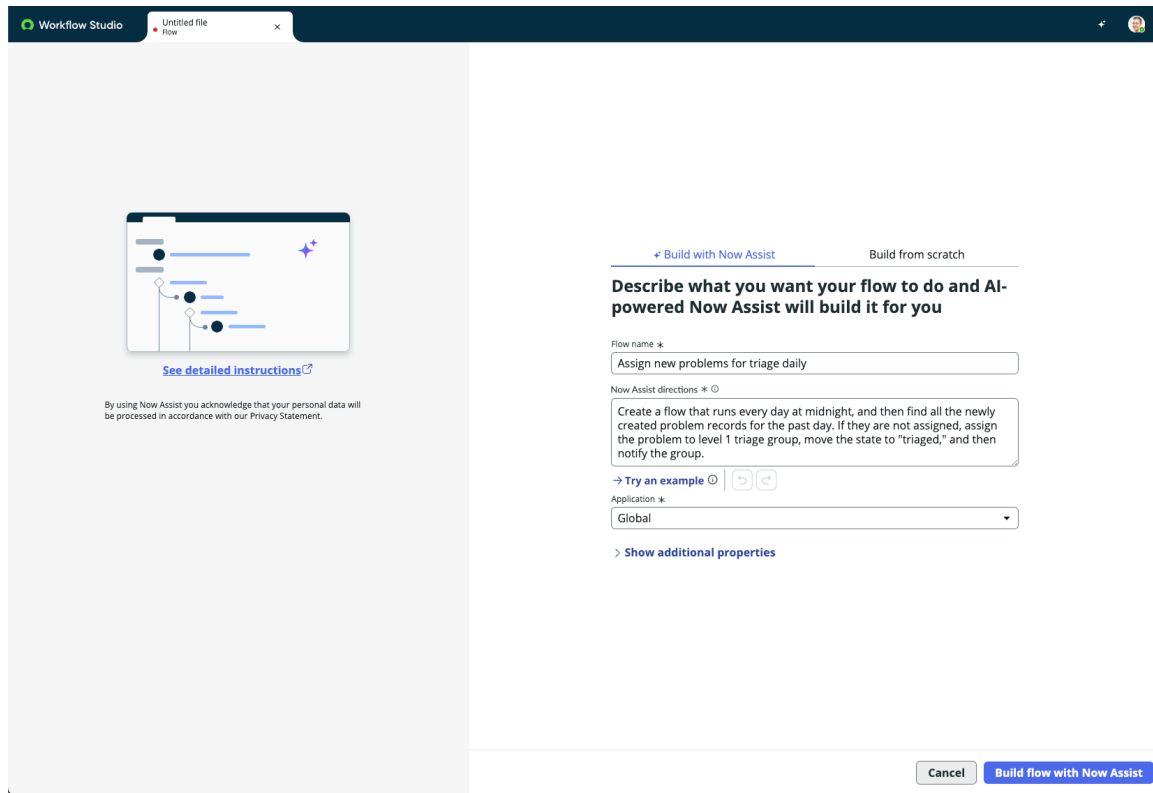 Workflow Studio
Untitled file
Flow
See detailed instructions
By using Now Assist you acknowledge that your personal data will
be processed in accordance with our Privacy Statement.
Build with Now Assist
Build from scratch
Describe what you want your flow to do and AI-
powered Now Assist will build it for you
Flow name *
Assign new problems for triage daily
Now Assist directions *
Create a flow that runs every day at midnight, and then find all the newly
created problem records for the past day. If they are not assigned, assign
the problem to level 1 triage group, move the state to "triaged," and then
notify the group.
Try an example
Application *
Global
Show additional properties
Cancel
Build flow with Now Assist